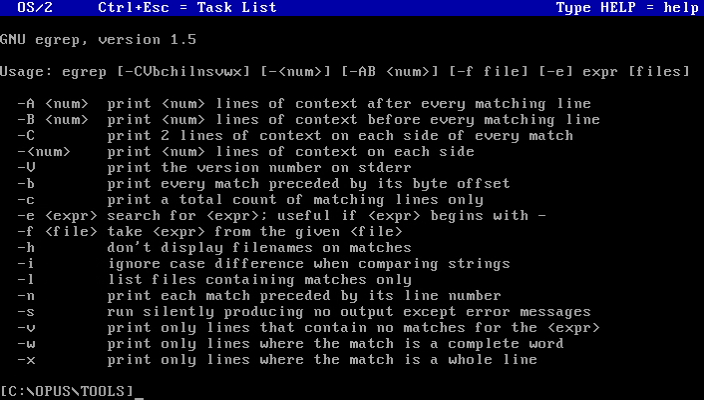 OS/2     Ctrl+Esc = Task List                                Type HELP = help
GNU egrep, version 1.5
Usage: egrep [-CVbchilnsvwx] [-<num>] [-AB <num>] [-f file] [-e] expr [files]
-A <num>  print <num> lines of context after every matching line
-B <num>  print <num> lines of context before every matching line
-C        print 2 lines of context on each side of every match
-<num>    print <num> lines of context on each side
-V        print the version number on stderr
-b        print every match preceded by its byte offset
-c        print a total count of matching lines only
-e <expr> search for <expr>; useful if <expr> begins with -
-f <file> take <expr> from the given <file>
-h        don't display filenames on matches
-i        ignore case difference when comparing strings
-l        list files containing matches only
-n        print each match preceded by its line number
-s        run silently producing no output except error messages
-v        print only lines that contain no matches for the <expr>
-w        print only lines where the match is a complete word
-x        print only lines where the match is a whole line
[C:\OPUS\TOOLS]_